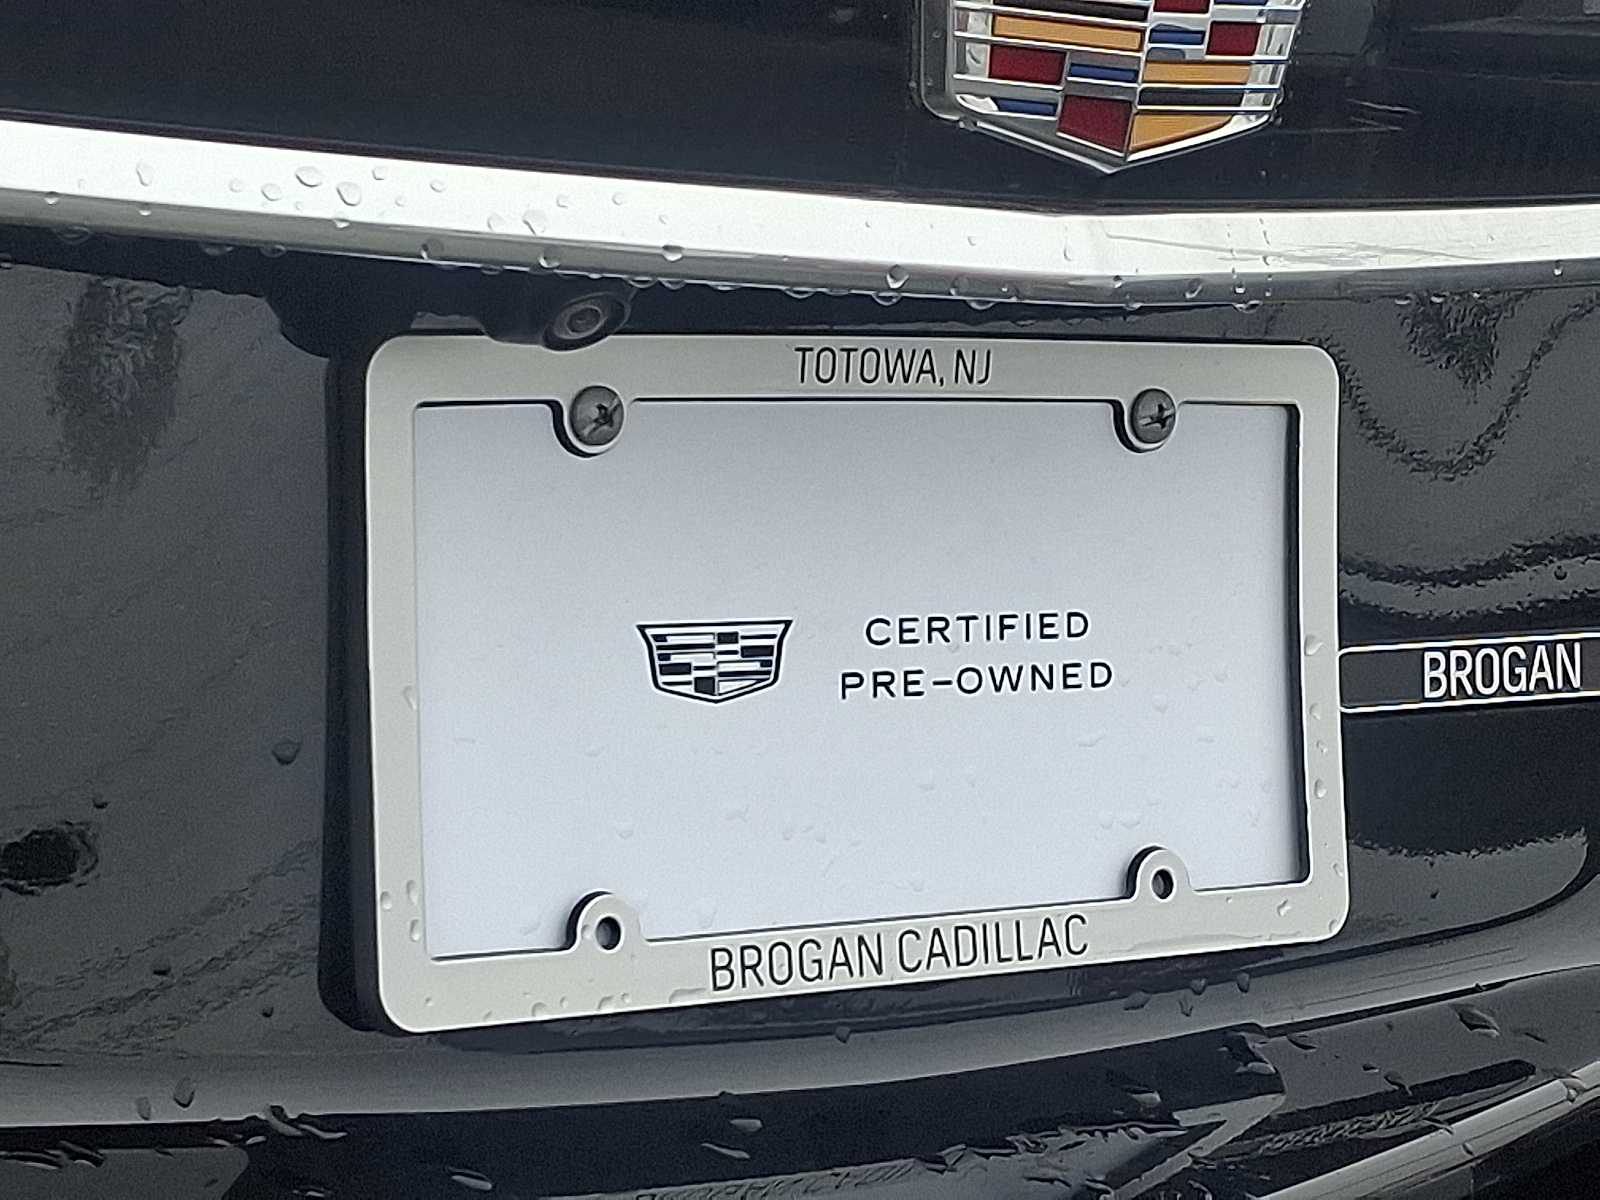 TOTOWA, NJ
CERTIFIED
PRE-OWNED
BROGAN
BROGAN CADILLAC